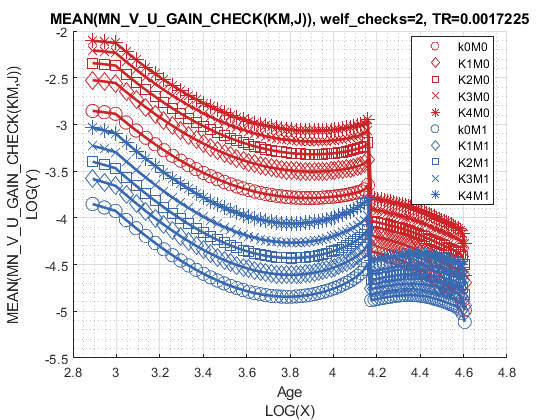 MEAN(MN_V_U_GAIN_CHECK(KM,J)), welf_checks=2, TR=0.0017225
MEAN(MN_V_U_GAIN_CHECK(KM,J))
LOG(Y)
-2
-2.5
-3
-3.5
-4
-4.5
-5
-5.5
k0M0
K1M0
K2M0
K3M0
K4M0
k0M1
K1M1
K2M1
K3M1
K4M1
2.8 3 3.2 3.4 3.6 3.8 4 4.2 4.4 4.6 4.8
Age
LOG(X)